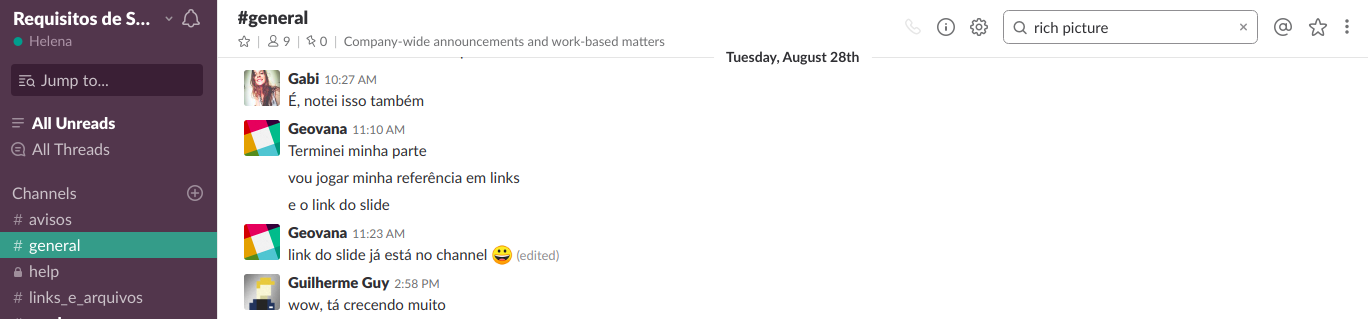 Requisitos de S...
Helena
Jump to...
All Unreads
All Threads
Channels
# avisos
# general
help
# links_e_arquivos
#general
9 | 0 | Company-wide announcements and work-based matters
rich picture
Tuesday, August 28th
Gabi 10:27 AM
É, notei isso também
Geovana 11:10 AM
Terminei minha parte
vou jogar minha referência em links
e o link do slide
Geovana 11:23 AM
link do slide já está no channel 😀 (edited)
Guilherme Guy 2:58 PM
wow, tá crecendo muito